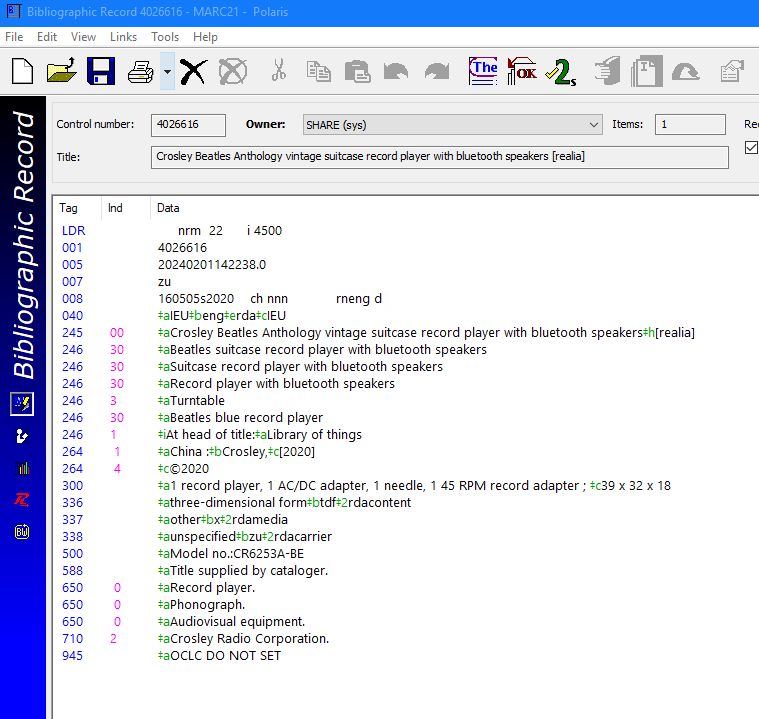 Bibliographic Record 4026616 - MARC21 - Polaris
File Edit View Links Tools Help
The OK 2s
Control number: 4026616 Owner: SHARE (sys) Items: 1
Title: Crosley Beatles Anthology vintage suitcase record player with bluetooth speakers [realia]
Bibliographic Record
Tag Ind Data
LDR nrm 22 i 4500
001 4026616
005 20240201142238.0
007 zu
008 160505s2020 ch nnn rneng d
040 ‡aIEU‡beng‡erda‡cIEU
245 00 ‡aCrosley Beatles Anthology vintage suitcase record player with bluetooth speakers‡h[realia]
246 30 ‡aBeatles suitcase record player with bluetooth speakers
246 30 ‡aSuitcase record player with bluetooth speakers
246 30 ‡aRecord player with bluetooth speakers
246 3 ‡aTurntable
246 30 ‡aBeatles blue record player
246 1 ‡iAt head of title:‡aLibrary of things
264 1 ‡aChina :‡bCrosley,‡c[2020]
264 4 ‡c©2020
300 ‡a1 record player, 1 AC/DC adapter, 1 needle, 1 45 RPM record adapter ; ‡c39 x 32 x 18
336 ‡athree-dimensional form‡btdf‡2rdacontent
337 ‡aother‡bx‡2rdamedia
338 ‡aunspecified‡bzu‡2rdacarrier
500 ‡aModel no.:CR6253A-BE
588 ‡aTitle supplied by cataloger.
650 0 ‡aRecord player.
650 0 ‡aPhonograph.
650 0 ‡aAudiovisual equipment.
710 2 ‡aCrosley Radio Corporation.
945 ‡aOCLC DO NOT SET